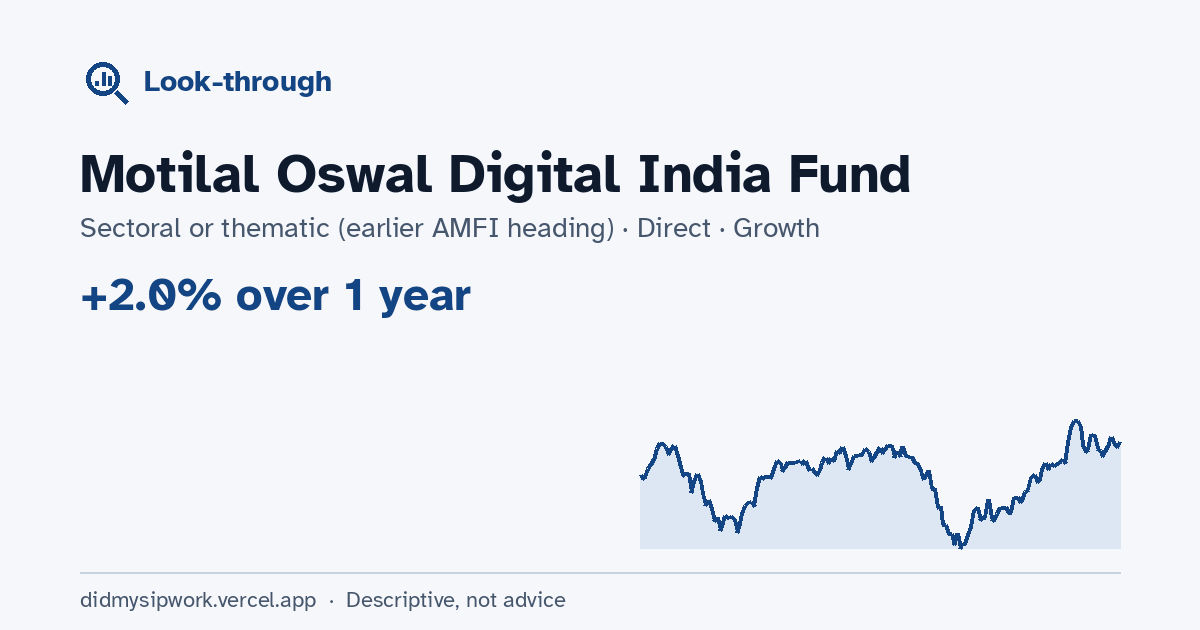 Look-through
Motilal Oswal Digital India Fund
Sectoral or thematic (earlier AMFI heading) · Direct · Growth
+2.0% over 1 year
didmysipwork.vercel.app · Descriptive, not advice